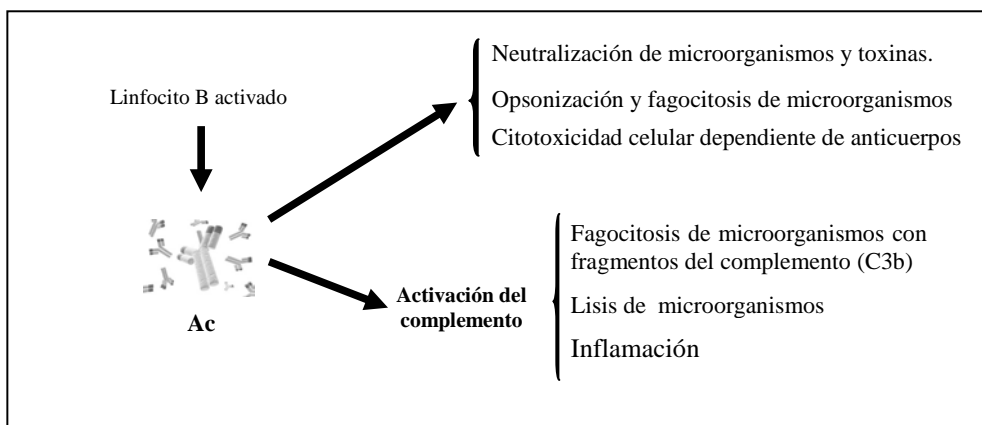 Linfocito B activado
Ac
Neutralización de microorganismos y toxinas.
Opsonización y fagocitosis de microorganismos
Citotoxicidad celular dependiente de anticuerpos
Activación del
complemento
Fagocitosis de microorganismos con
fragmentos del complemento (C3b)
Lisis de microorganismos
Inflamación